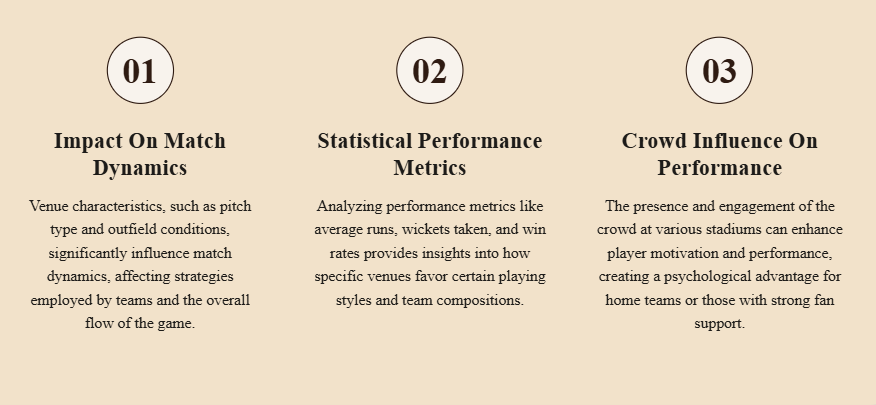 01
Impact On Match
Dynamics
Venue characteristics, such as pitch
type and outfield conditions,
significantly influence match
dynamics, affecting strategies
employed by teams and the overall
flow of the game.
02
Statistical Performance
Metrics
Analyzing performance metrics like
average runs, wickets taken, and win
rates provides insights into how
specific venues favor certain playing
styles and team compositions.
03
Crowd Influence On
Performance
The presence and engagement of the
crowd at various stadiums can enhance
player motivation and performance,
creating a psychological advantage for
home teams or those with strong fan
support.